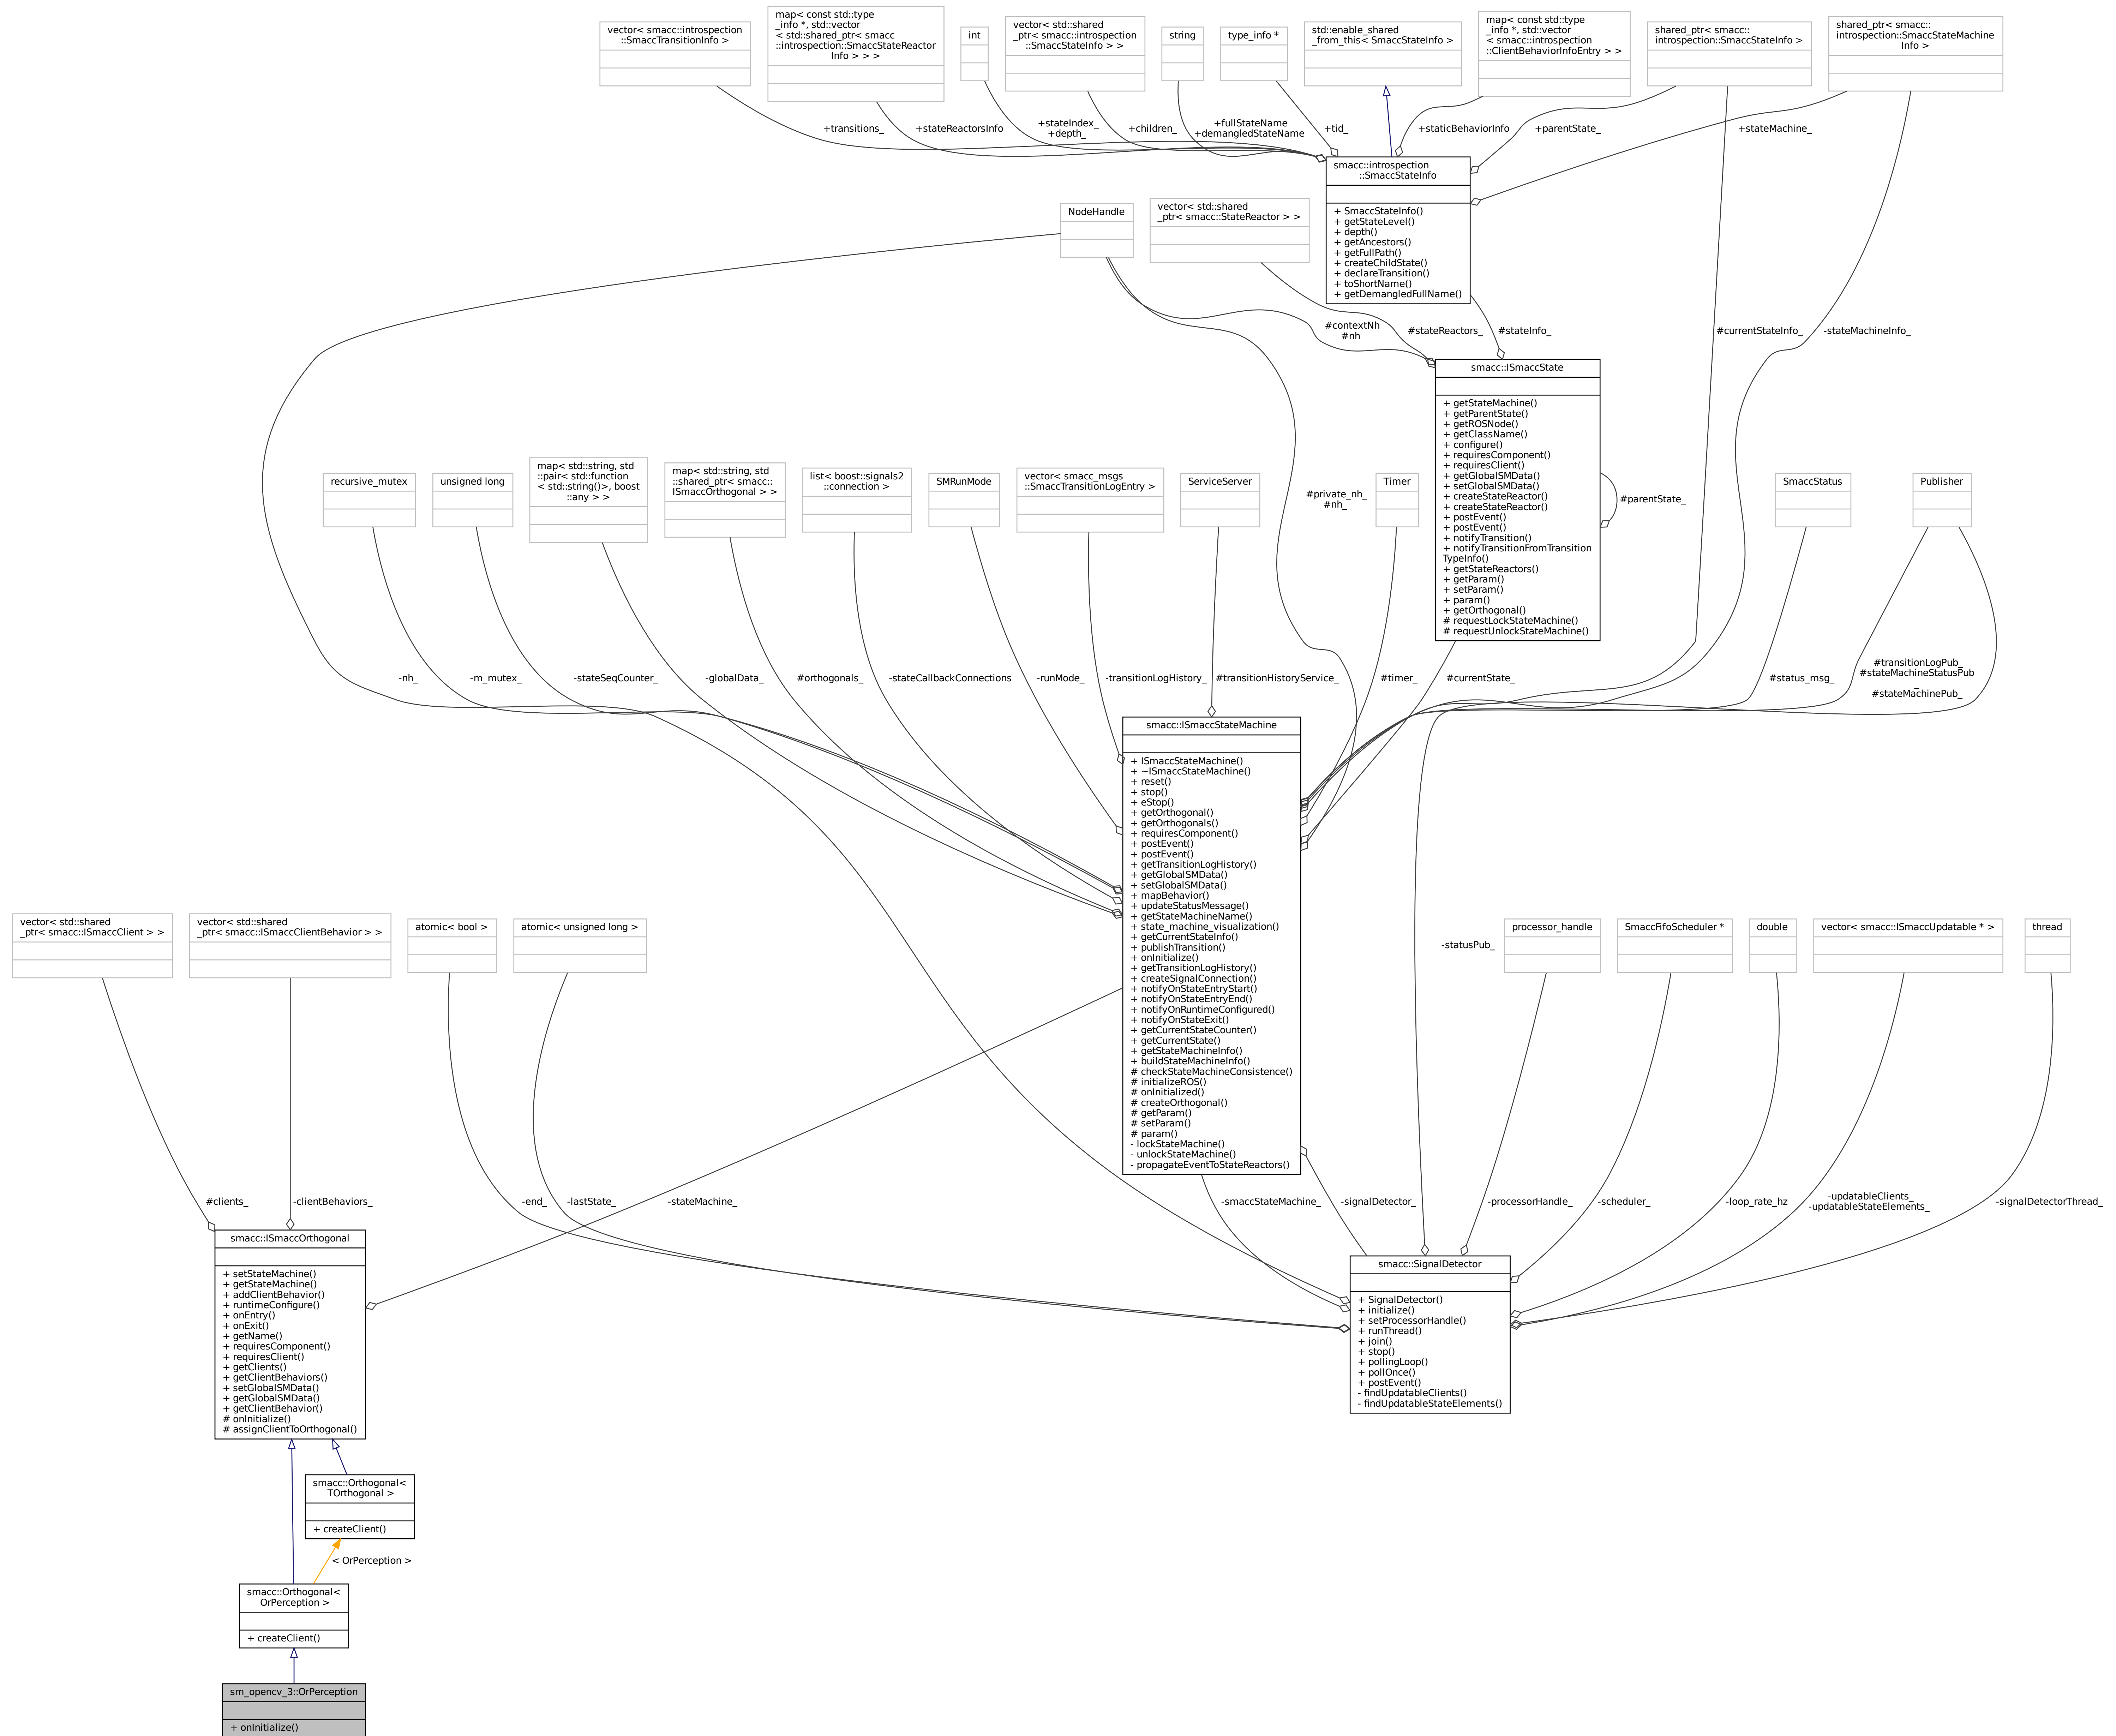 vector< smacc::introspection
::SmaccTransitionInfo >
map< const std::type
_info *, std::vector
< std::shared_ptr< smacc
::introspection::SmaccStateReactor
Info > > >
int
vector< std::shared
_ptr< smacc::introspection
::SmaccStateInfo > >
string
type_info *
std::enable_shared
_from_this< SmaccStateInfo >
map< const std::type
_info *, std::vector
< smacc::introspection
::ClientBehaviorInfoEntry > >
shared_ptr< smacc::
introspection::SmaccStateInfo >
shared_ptr< smacc::
introspection::SmaccStateMachine
Info >
+transitions_
+stateReactorsInfo
+stateIndex_
+depth_
+children_
+fullStateName
+demangledStateName
+tid_
+staticBehaviorInfo
+parentState_
+stateMachine_
smacc::introspection
::SmaccStateInfo
+ SmaccStateInfo()
+ getStateLevel()
+ depth()
+ getAncestors()
+ getFullPath()
+ createChildState()
+ declareTransition()
+ toShortName()
+ getDemangledFullName()
NodeHandle
vector< std::shared
_ptr< smacc::StateReactor > >
#contextNh
#nh
#stateReactors_
#stateInfo_
#currentStateInfo_
-stateMachineInfo_
smacc::ISmaccState
+ getStateMachine()
+ getParentState()
+ getROSNode()
+ getClassName()
+ configure()
+ requiresComponent()
+ requiresClient()
+ getGlobalSMData()
+ setGlobalSMData()
+ createStateReactor()
+ createStateReactor()
+ postEvent()
+ postEvent()
+ notifyTransition()
+ notifyTransitionFromTransition
TypeInfo()
+ getStateReactors()
+ getParam()
+ setParam()
+ param()
+ getOrthogonal()
# requestLockStateMachine()
# requestUnlockStateMachine()
#parentState_
recursive_mutex
unsigned long
map< std::string, std
::pair< std::function
< std::string()>, boost
::any > >
map< std::string, std
::shared_ptr< smacc::
ISmaccOrthogonal > >
list< boost::signals2
::connection >
SMRunMode
vector< smacc_msgs
::SmaccTransitionLogEntry >
ServiceServer
#private_nh_
#nh_
Timer
SmaccStatus
Publisher
-nh_
-m_mutex_
-stateSeqCounter_
-globalData_
#orthogonals_
-stateCallbackConnections
-runMode_
-transitionLogHistory_
#transitionHistoryService_
#timer_
#currentState_
#status_msg_
#transitionLogPub_
#stateMachineStatusPub
_
#stateMachinePub_
smacc::ISmaccStateMachine
+ ISmaccStateMachine()
+ ~ISmaccStateMachine()
+ reset()
+ stop()
+ eStop()
+ getOrthogonal()
+ getOrthogonals()
+ requiresComponent()
+ postEvent()
+ postEvent()
+ getTransitionLogHistory()
+ getGlobalSMData()
+ setGlobalSMData()
+ mapBehavior()
+ updateStatusMessage()
+ getStateMachineName()
+ state_machine_visualization()
+ getCurrentStateInfo()
+ publishTransition()
+ onInitialize()
+ getTransitionLogHistory()
+ createSignalConnection()
+ notifyOnStateEntryStart()
+ notifyOnStateEntryEnd()
+ notifyOnRuntimeConfigured()
+ notifyOnStateExit()
+ getCurrentStateCounter()
+ getCurrentState()
+ getStateMachineInfo()
+ buildStateMachineInfo()
# checkStateMachineConsistence()
# initializeROS()
# onInitialized()
# createOrthogonal()
# getParam()
# setParam()
# param()
- lockStateMachine()
- unlockStateMachine()
- propagateEventToStateReactors()
vector< std::shared
_ptr< smacc::ISmaccClient > >
vector< std::shared
_ptr< smacc::ISmaccClientBehavior > >
atomic< bool >
atomic< unsigned long >
-statusPub_
processor_handle
SmaccFifoScheduler *
double
vector< smacc::ISmaccUpdatable * >
thread
#clients_
-clientBehaviors_
-end_
-lastState_
-stateMachine_
-smaccStateMachine_
-signalDetector_
-processorHandle_
-scheduler_
-loop_rate_hz
-updatableClients_
-updatableStateElements_
-signalDetectorThread_
smacc::ISmaccOrthogonal
+ setStateMachine()
+ getStateMachine()
+ addClientBehavior()
+ runtimeConfigure()
+ onEntry()
+ onExit()
+ getName()
+ requiresComponent()
+ requiresClient()
+ getClients()
+ getClientBehaviors()
+ setGlobalSMData()
+ getGlobalSMData()
+ getClientBehavior()
# onInitialize()
# assignClientToOrthogonal()
smacc::SignalDetector
+ SignalDetector()
+ initialize()
+ setProcessorHandle()
+ runThread()
+ join()
+ stop()
+ pollingLoop()
+ pollOnce()
+ postEvent()
- findUpdatableClients()
- findUpdatableStateElements()
smacc::Orthogonal<
TOrthogonal >
+ createClient()
< OrPerception >
smacc::Orthogonal<
OrPerception >
+ createClient()
sm_opencv_3::OrPerception
+ onInitialize()